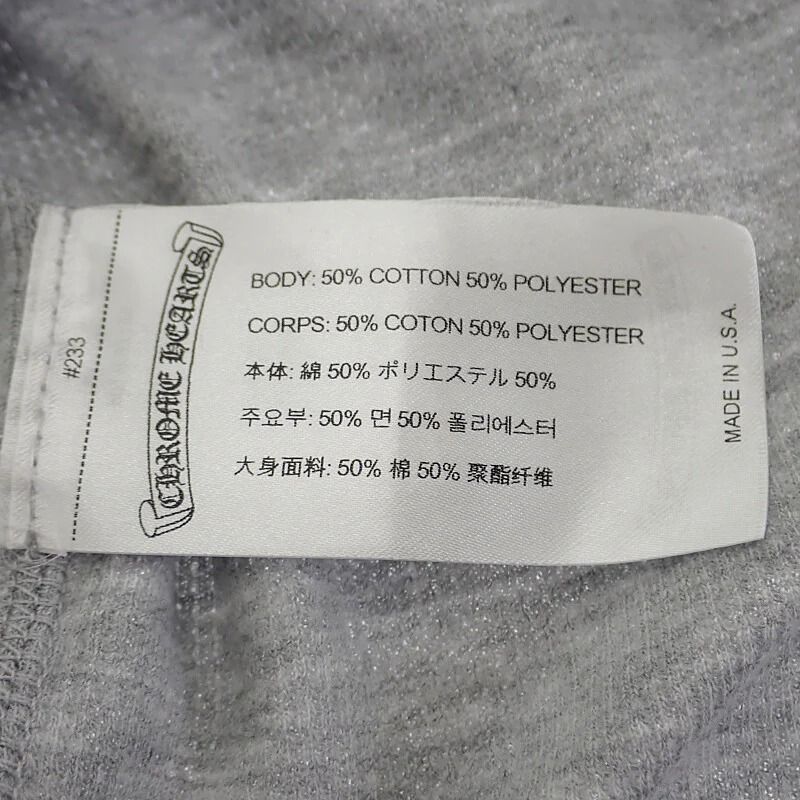 #233
CHROME HEARTS
BODY: 50% COTTON 50% POLYESTER
CORPS: 50% COTON 50% POLYESTER
本体: 綿 50% ポリエステル 50%
주요부: 50% 면 50% 폴리에스터
大身面料: 50% 棉 50% 聚酯纤维
MADE IN U.S.A.